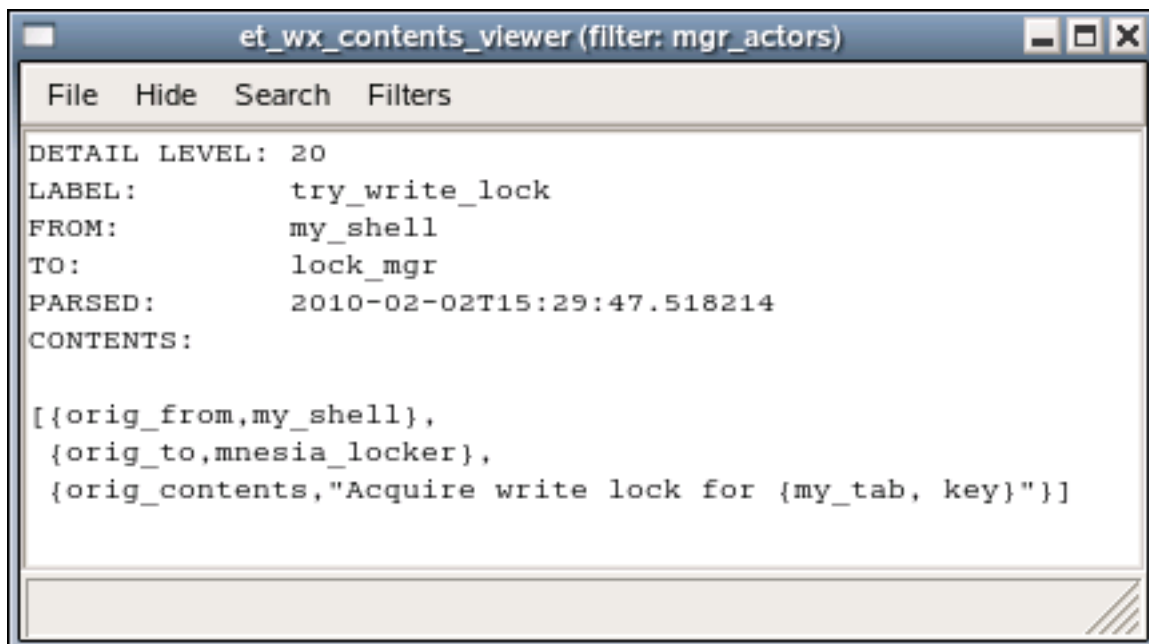 et_wx_contents_viewer (filter: mgr_actors)
File Hide Search Filters
DETAIL LEVEL: 20
LABEL: try_write_lock
FROM: my_shell
TO: lock_mgr
PARSED: 2010-02-02T15:29:47.518214
CONTENTS:
[{orig_from,my_shell},
{orig_to,mnesia_locker},
{orig_contents,"Acquire write lock for {my_tab, key}"}]